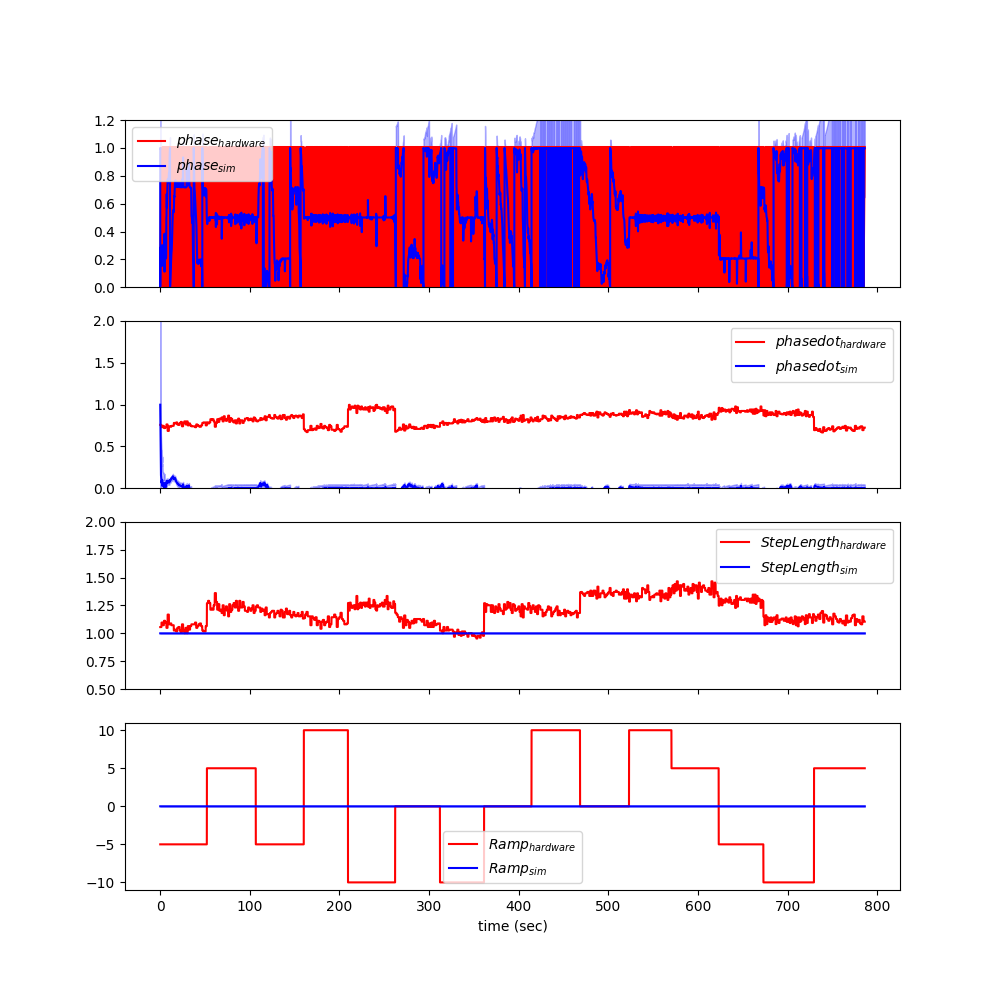 1.2
1.0
0.8
0.6
0.4
0.2
0.0
phase_hardware
phase_sim
2.0
1.5
1.0
0.5
0.0
phasedot_hardware
phasedot_sim
2.00
1.75
1.50
1.25
1.00
0.75
0.50
StepLength_hardware
StepLength_sim
10
5
0
−5
−10
Ramp_hardware
Ramp_sim
0 100 200 300 400 500 600 700 800
time (sec)